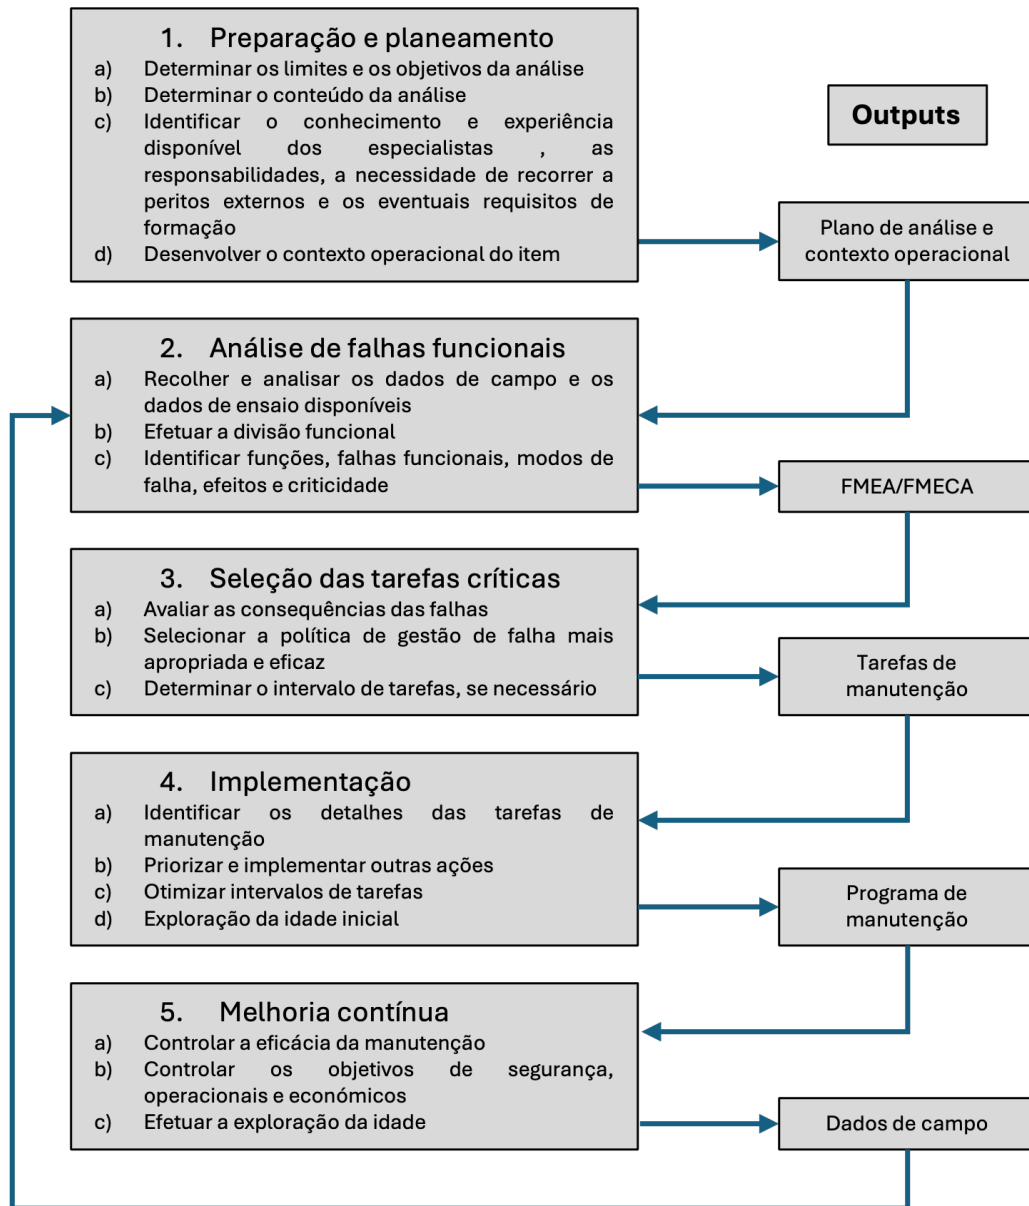 1. Preparação e planeamento
a) Determinar os limites e os objetivos da análise
b) Determinar o conteúdo da análise
c) Identificar o conhecimento e experiência
disponível dos especialistas , as
responsabilidades, a necessidade de recorrer a
peritos externos e os eventuais requisitos de
formação
d) Desenvolver o contexto operacional do item
Outputs
Plano de análise e
contexto operacional
2. Análise de falhas funcionais
a) Recolher e analisar os dados de campo e os
dados de ensaio disponíveis
b) Efetuar a divisão funcional
c) Identificar funções, falhas funcionais, modos de
falha, efeitos e criticidade
FMEA/FMECA
3. Seleção das tarefas críticas
a) Avaliar as consequências das falhas
b) Selecionar a política de gestão de falha mais
apropriada e eficaz
c) Determinar o intervalo de tarefas, se necessário
Tarefas de
manutenção
4. Implementação
a) Identificar os detalhes das tarefas de
manutenção
b) Priorizar e implementar outras ações
c) Otimizar intervalos de tarefas
d) Exploração da idade inicial
Programa de
manutenção
5. Melhoria contínua
a) Controlar a eficácia da manutenção
b) Controlar os objetivos de segurança,
operacionais e económicos
c) Efetuar a exploração da idade
Dados de campo